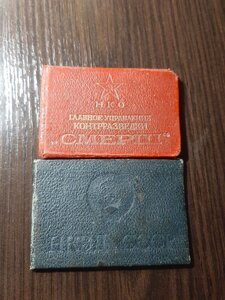 НКО
ГЛАВНОЕ УПРАВЛЕНИЕ
КОНТРРАЗВЕДКИ
„СМЕРШ“
НКВД СССР